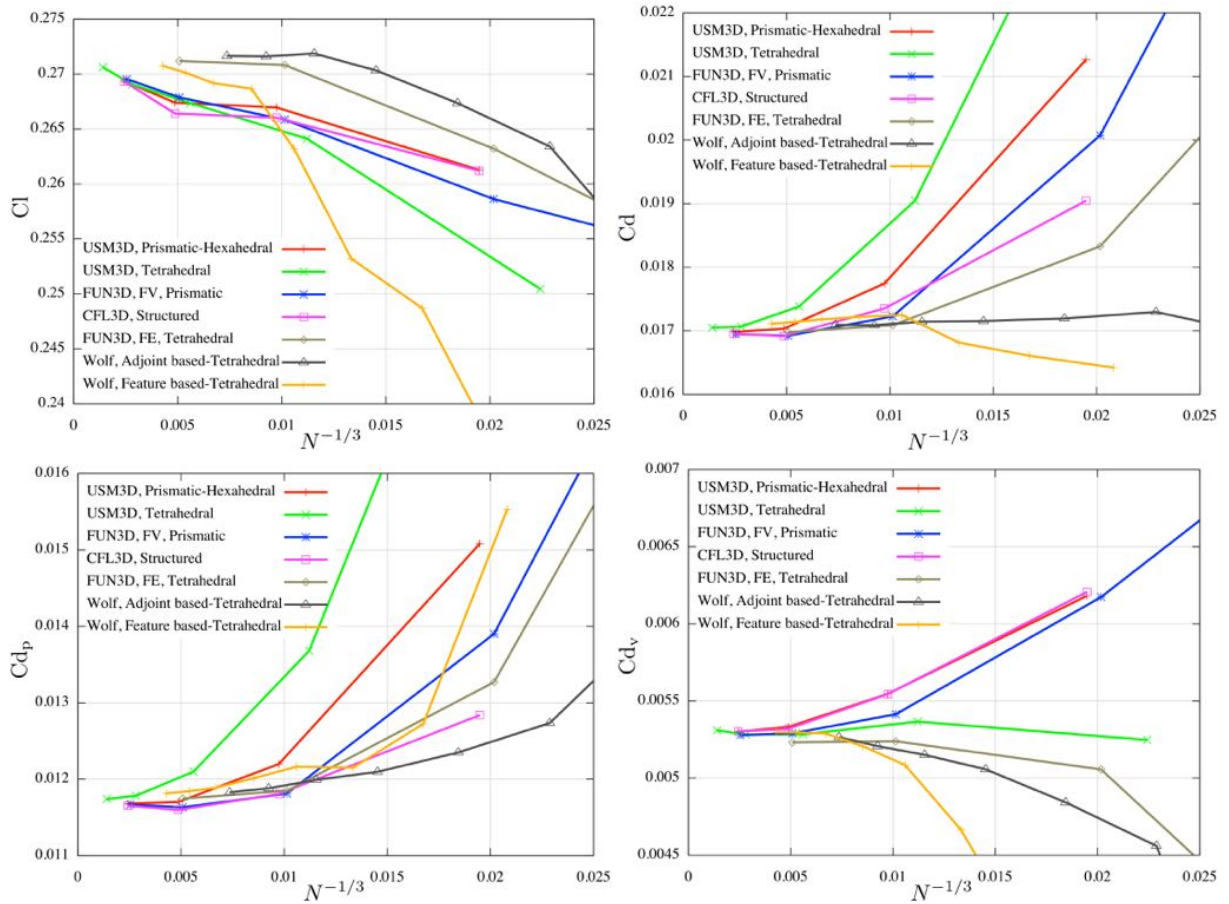 0.275
0.27
0.265
0.26
0.255
0.25
0.245
0.24
Cl
USM3D, Prismatic-Hexahedral
USM3D, Tetrahedral
FUN3D, FV, Prismatic
CFL3D, Structured
FUN3D, FE, Tetrahedral
Wolf, Adjoint based-Tetrahedral
Wolf, Feature based-Tetrahedral
0 0.005 0.01 0.015 0.02 0.025
N^{-1/3}
0.022
0.021
0.02
0.019
0.018
0.017
0.016
Cd
USM3D, Prismatic-Hexahedral
USM3D, Tetrahedral
FUN3D, FV, Prismatic
CFL3D, Structured
FUN3D, FE, Tetrahedral
Wolf, Adjoint based-Tetrahedral
Wolf, Feature based-Tetrahedral
0 0.005 0.01 0.015 0.02 0.025
N^{-1/3}
0.016
0.015
0.014
0.013
0.012
0.011
Cd_p
USM3D, Prismatic-Hexahedral
USM3D, Tetrahedral
FUN3D, FV, Prismatic
CFL3D, Structured
FUN3D, FE, Tetrahedral
Wolf, Adjoint based-Tetrahedral
Wolf, Feature based-Tetrahedral
0 0.005 0.01 0.015 0.02 0.025
N^{-1/3}
0.007
0.0065
0.006
0.0055
0.005
0.0045
Cd_v
USM3D, Prismatic-Hexahedral
USM3D, Tetrahedral
FUN3D, FV, Prismatic
CFL3D, Structured
FUN3D, FE, Tetrahedral
Wolf, Adjoint based-Tetrahedral
Wolf, Feature based-Tetrahedral
0 0.005 0.01 0.015 0.02 0.025
N^{-1/3}